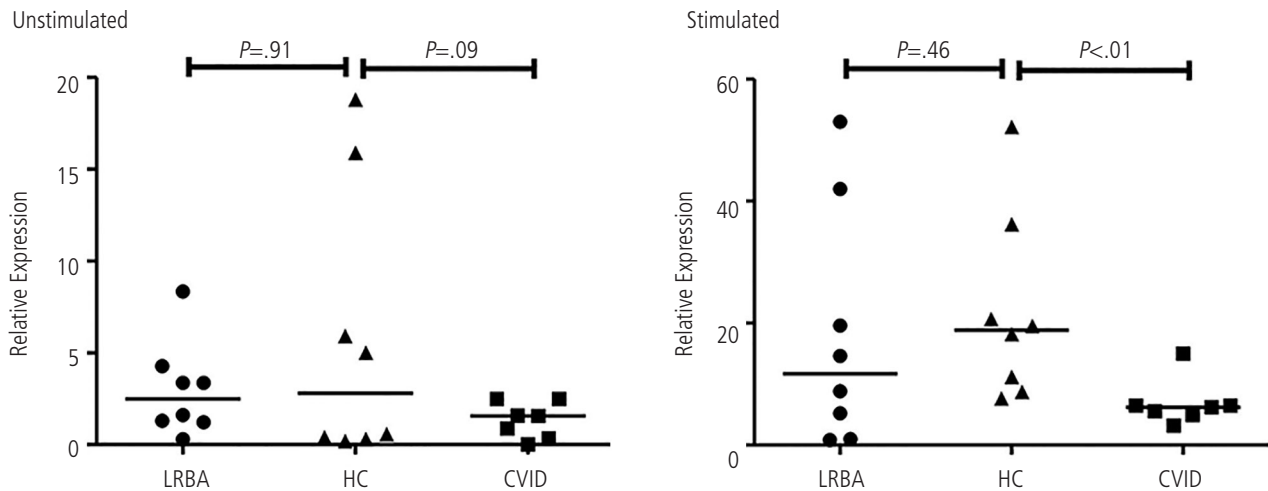 Unstimulated
P=.91
P=.09
20
15
10
5
0
Relative Expression
LRBA
HC
CVID
Stimulated
P=.46
P<.01
60
40
20
0
Relative Expression
LRBA
HC
CVID